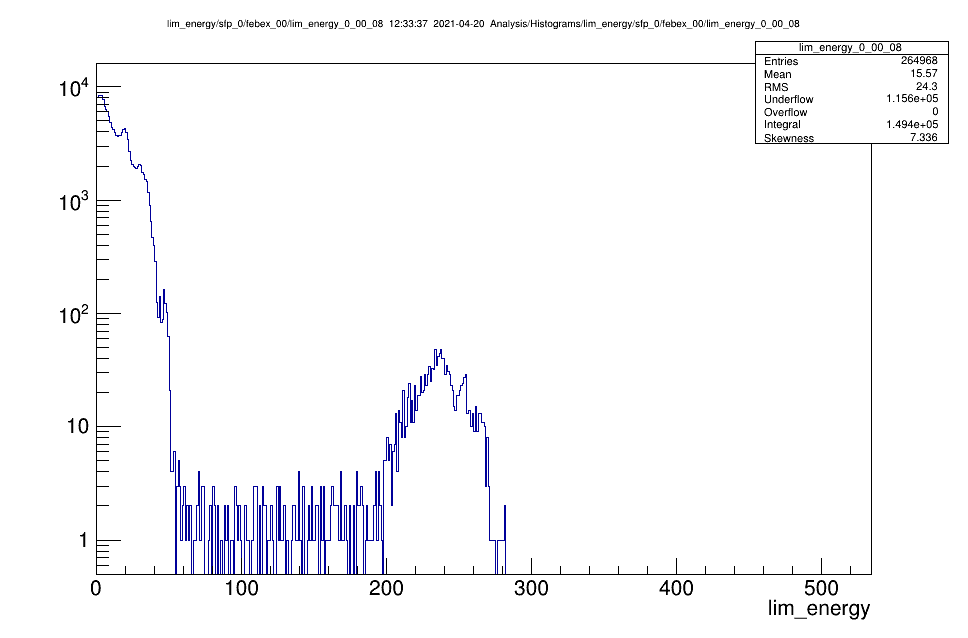 lim_energy/sfp_0/febex_00/lim_energy_0_00_08 12:33:37 2021-04-20 Analysis/Histograms/lim_energy/sfp_0/febex_00/lim_energy_0_00_08
lim_energy_0_00_08
Entries 264968
Mean 15.57
RMS 24.3
Underflow 1.156e+05
Overflow 0
Integral 1.494e+05
Skewness 7.336
10⁴
10³
10²
10
1
0 100 200 300 400 500
lim_energy